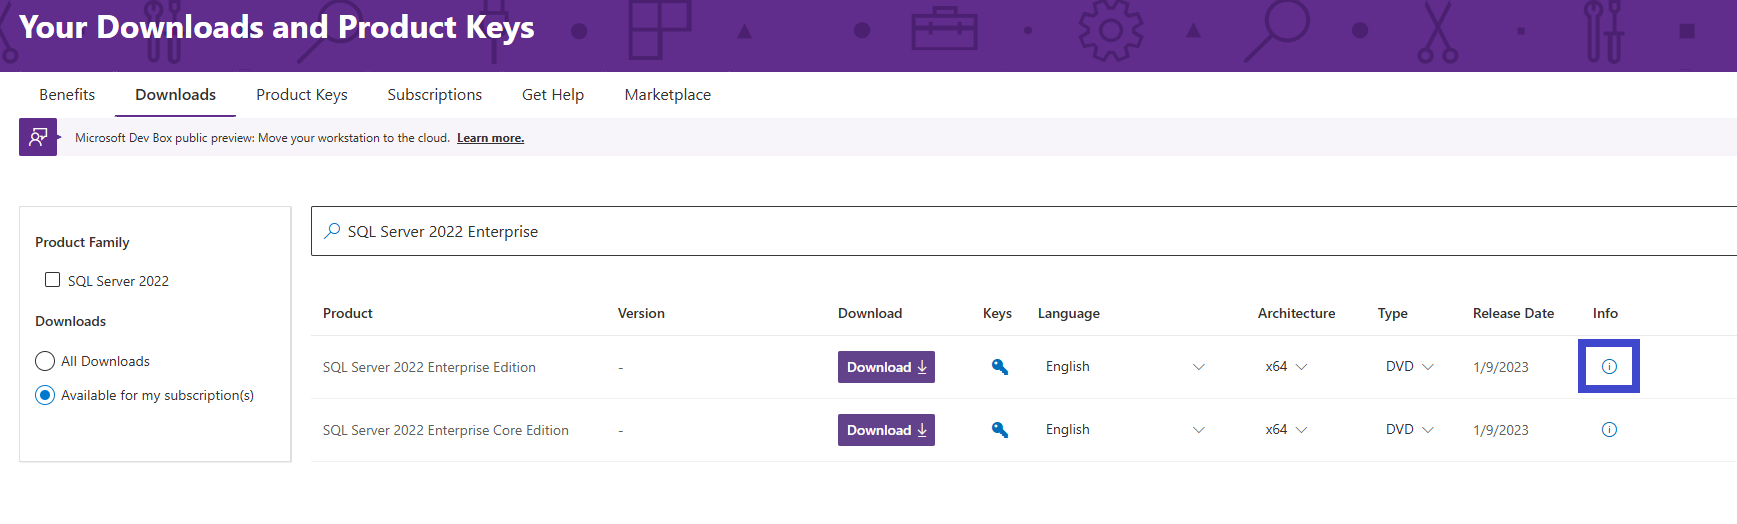 Your Downloads and Product Keys
Benefits Downloads Product Keys Subscriptions Get Help Marketplace
Microsoft Dev Box public preview: Move your workstation to the cloud. Learn more.
Product Family
SQL Server 2022
Downloads
All Downloads
Available for my subscription(s)
SQL Server 2022 Enterprise
Product Version Download Keys Language Architecture Type Release Date Info
SQL Server 2022 Enterprise Edition - Download English x64 DVD 1/9/2023
SQL Server 2022 Enterprise Core Edition - Download English x64 DVD 1/9/2023